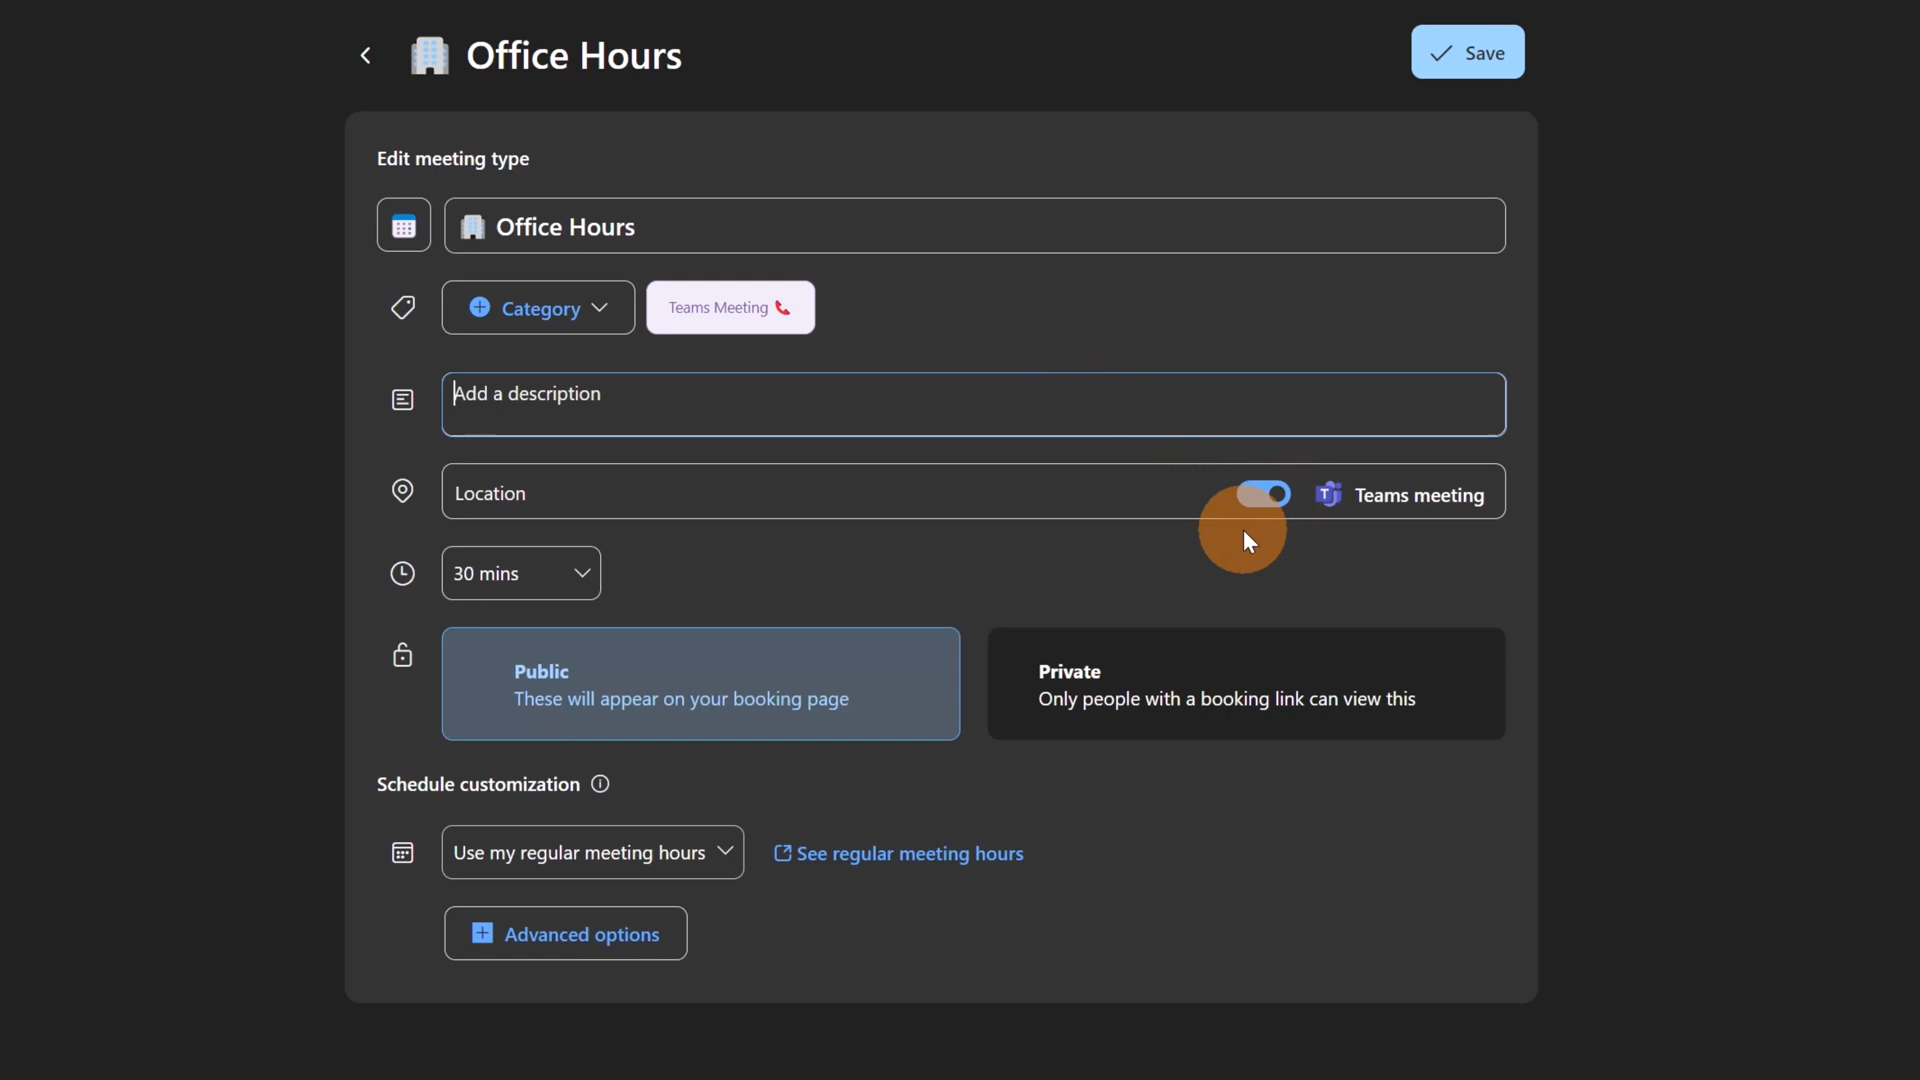 Office Hours
Save
Edit meeting type
Office Hours
Category
Teams Meeting
Add a description
Location
Teams meeting
30 mins
Public
These will appear on your booking page
Private
Only people with a booking link can view this
Schedule customization
Use my regular meeting hours
See regular meeting hours
Advanced options